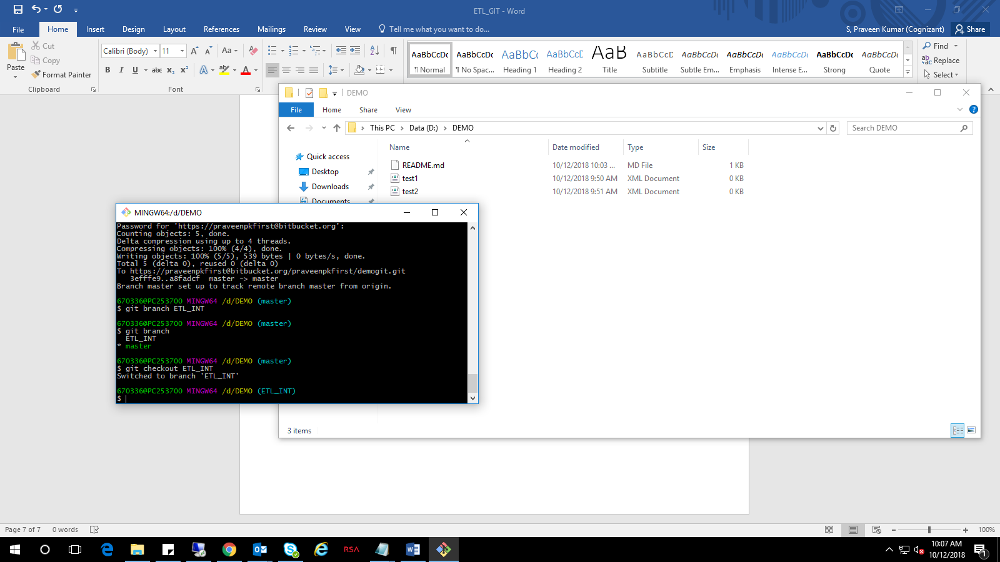 ETL_GIT - Word
File Home Insert Design Layout References Mailings Review View Tell me what you want to do... S, Praveen Kumar (Cognizant) Share
Paste
Cut
Copy
Format Painter
Clipboard
Calibri (Body) 11
Aa
B I U abc x2 x2 A ab A
Font
AaBbCcDc AaBbCcDc AaBbCc AaBbCcD AaB AaBbCcD AaBbCcDc AaBbCcDc AaBbCcDc AaBbCcDc AaBbCcDc
¶ Normal ¶ No Spac... Heading 1 Heading 2 Title Subtitle Subtle Em... Emphasis Intense E... Strong Quote
Find
Replace
Select
DEMO
File Home Share View
This PC Data (D:) DEMO Search DEMO
Name Date modified Type Size
Quick access
Desktop
Downloads
Documents
README.md 10/12/2018 10:03 ... MD File 1 KB
test1 10/12/2018 9:50 AM XML Document 0 KB
test2 10/12/2018 9:51 AM XML Document 0 KB
3 items
MINGW64:/d/DEMO
Password for 'https://praveenpkfirst@bitbucket.org':
Counting objects: 5, done.
Delta compression using up to 4 threads.
Compressing objects: 100% (4/4), done.
Writing objects: 100% (5/5), 539 bytes | 0 bytes/s, done.
Total 5 (delta 0), reused 0 (delta 0)
To https://praveenpkfirst@bitbucket.org/praveenpkfirst/demogit.git
3efffe9..a8fadcf master -> master
Branch master set up to track remote branch master from origin.
670336@PC253700 MINGW64 /d/DEMO (master)
$ git branch ETL_INT
670336@PC253700 MINGW64 /d/DEMO (master)
$ git branch
ETL_INT
* master
670336@PC253700 MINGW64 /d/DEMO (master)
$ git checkout ETL_INT
Switched to branch 'ETL_INT'
670336@PC253700 MINGW64 /d/DEMO (ETL_INT)
$
Page 7 of 7 0 words 100%
RSA
10:07 AM
10/12/2018
1